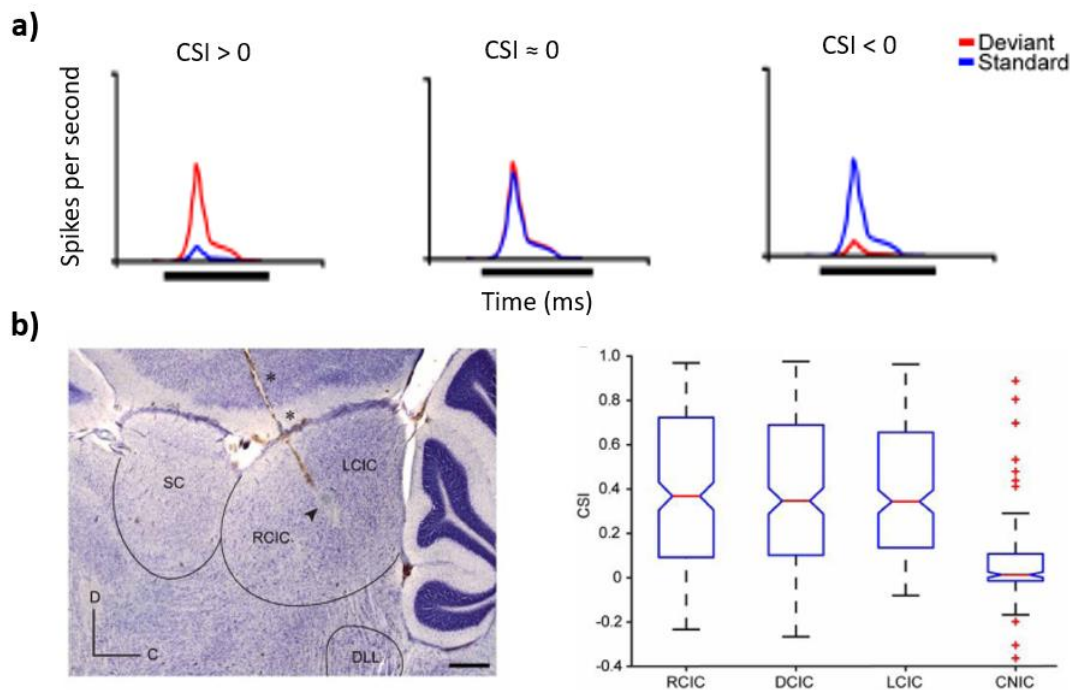 a)
CSI > 0
CSI ≈ 0
CSI < 0
Deviant
Standard
Spikes per second
Time (ms)
b)
SC
LCIC
RCIC
D
C
DLL
*
*
CSI
1.0
0.8
0.6
0.4
0.2
0
-0.2
-0.4
RCIC
DCIC
LCIC
CNIC